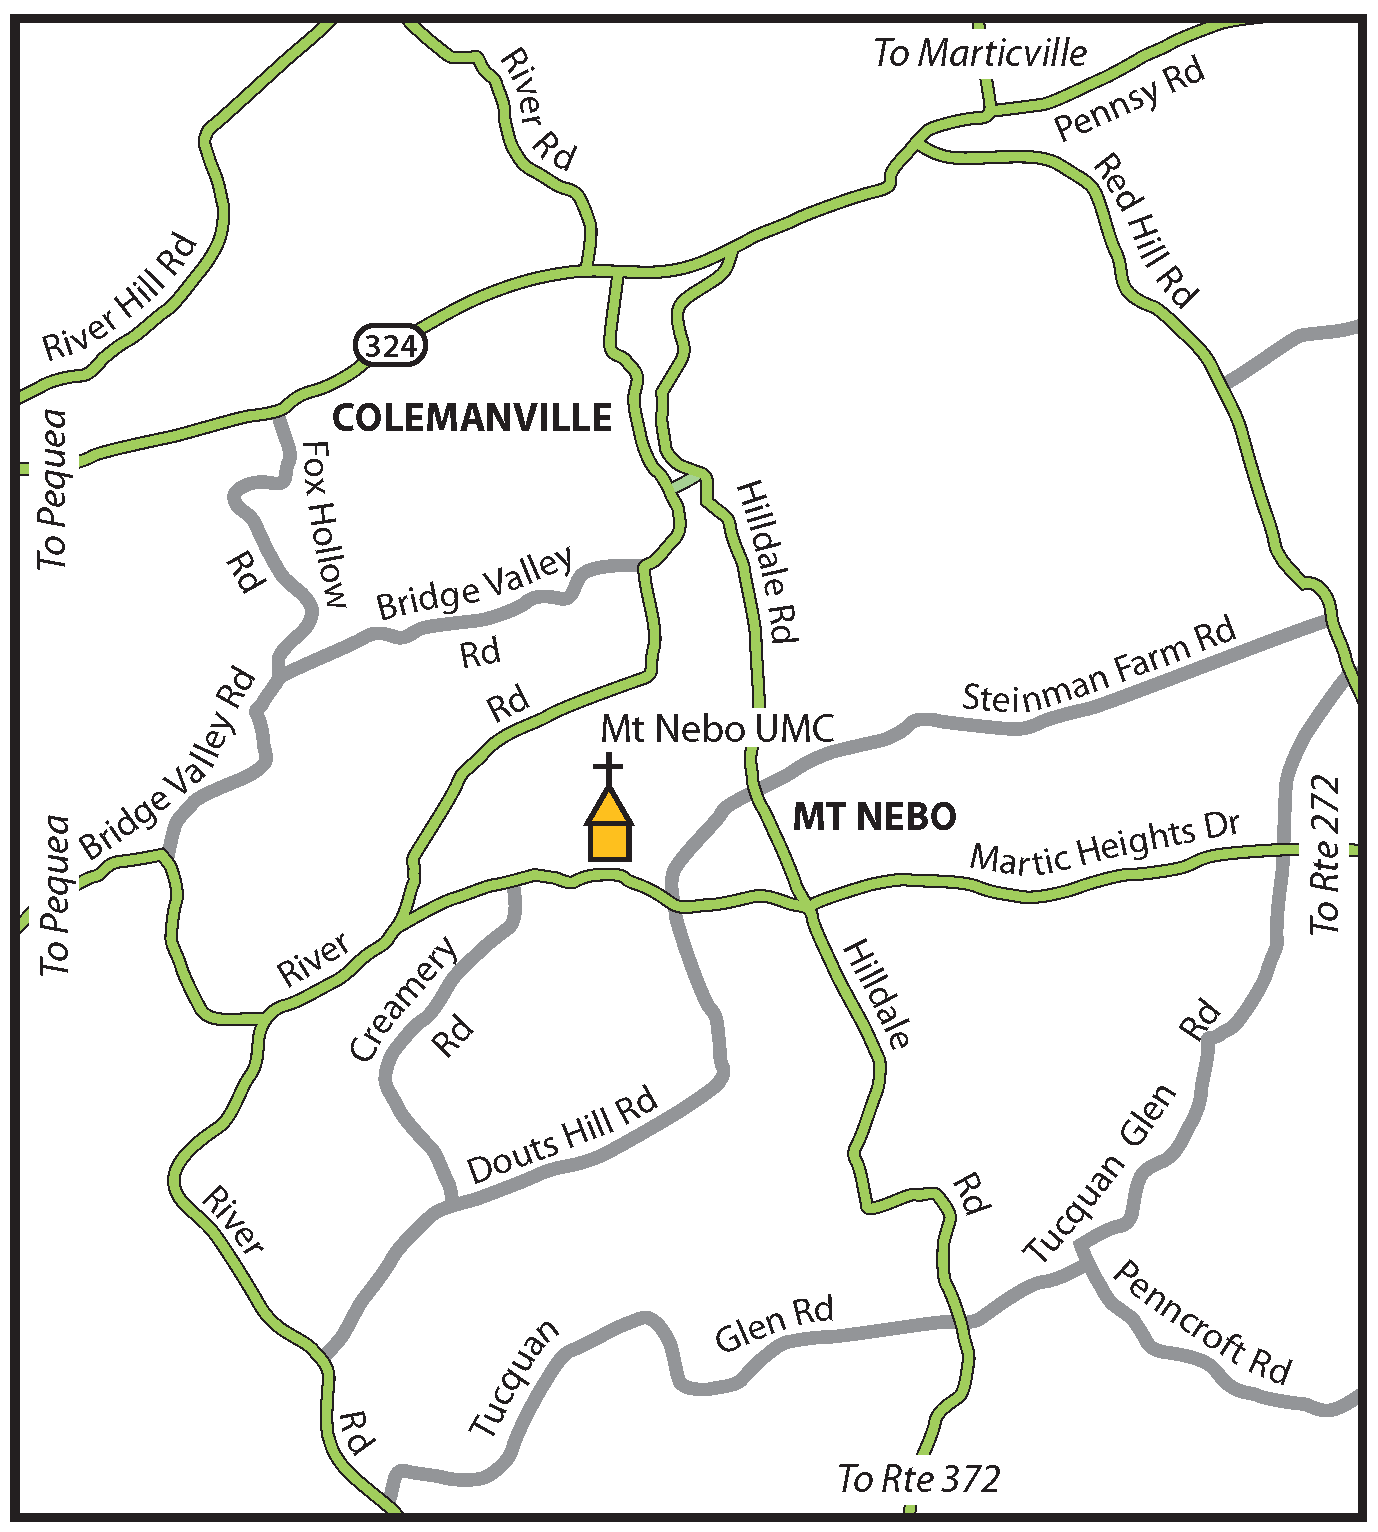 To Marticville
River Rd
Pennsy Rd
Red Hill Rd
River Hill Rd
324
COLEMANVILLE
To Pequea
Fox Hollow
Rd
Hilldale Rd
Bridge Valley
Rd
Steinman Farm Rd
Bridge Valley Rd
Rd
Mt Nebo UMC
MT NEBO
Martic Heights Dr
To Rte 272
To Pequea
River
Creamery
Rd
Hilldale
Rd
Douts Hill Rd
Tucquan Glen
Rd
River
Rd
Penncroft Rd
Tucquan
Glen Rd
To Rte 372